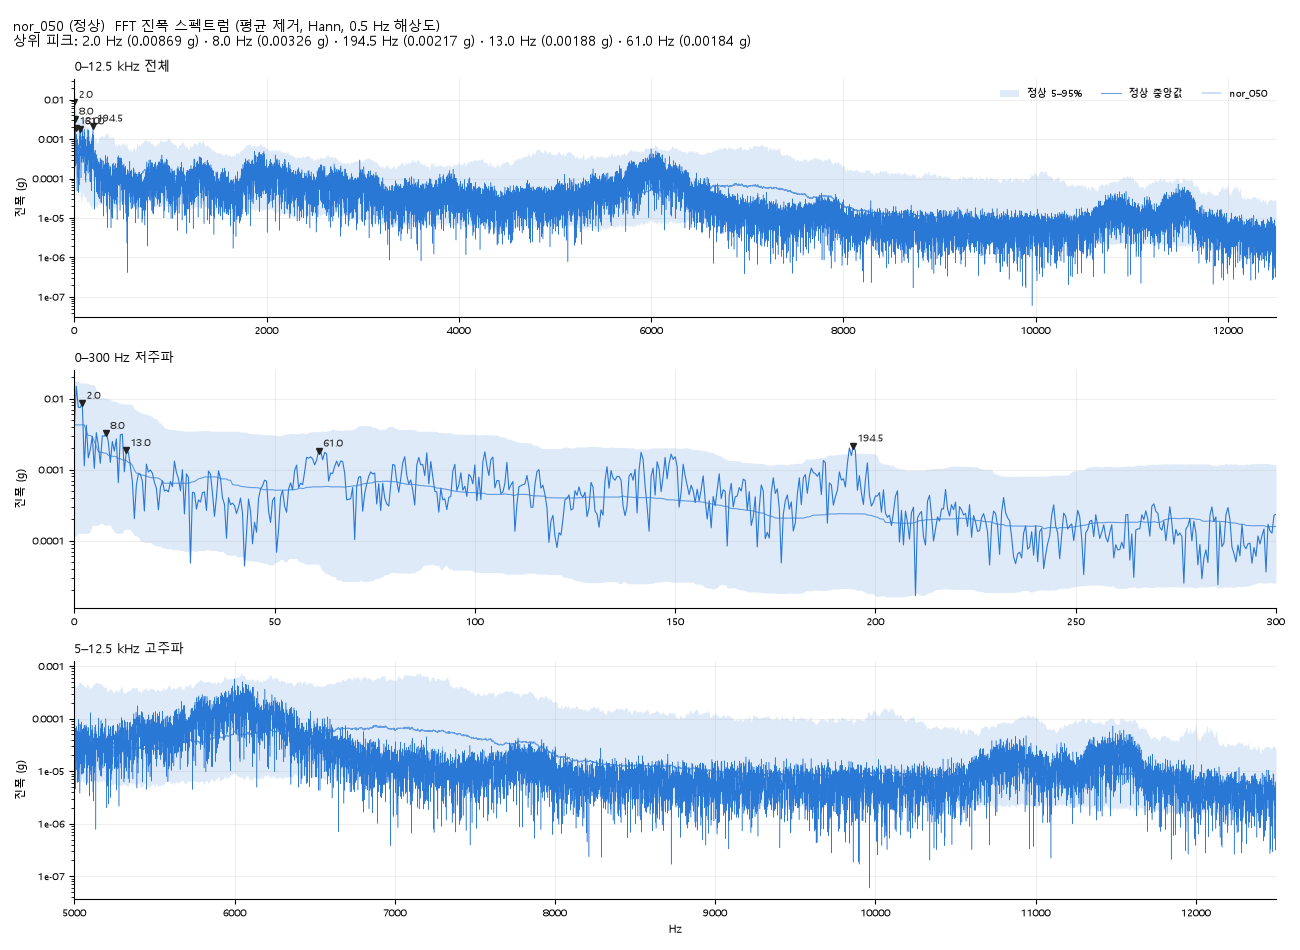 nor_050 (정상)  FFT 진폭 스펙트럼 (평균 제거, Hann, 0.5 Hz 해상도)
상위 피크: 2.0 Hz (0.00869 g) · 8.0 Hz (0.00326 g) · 194.5 Hz (0.00217 g) · 13.0 Hz (0.00188 g) · 61.0 Hz (0.00184 g)
0–12.5 kHz 전체
정상 5–95%  정상 중앙값  nor_050
진폭 (g)
0.01
0.001
0.0001
1e-05
1e-06
1e-07
2.0
8.0
194.5
0 2000 4000 6000 8000 10000 12000
0–300 Hz 저주파
진폭 (g)
0.01
0.001
0.0001
2.0
8.0
13.0
61.0
194.5
0 50 100 150 200 250 300
5–12.5 kHz 고주파
진폭 (g)
0.001
0.0001
1e-05
1e-06
1e-07
5000 6000 7000 8000 9000 10000 11000 12000
Hz